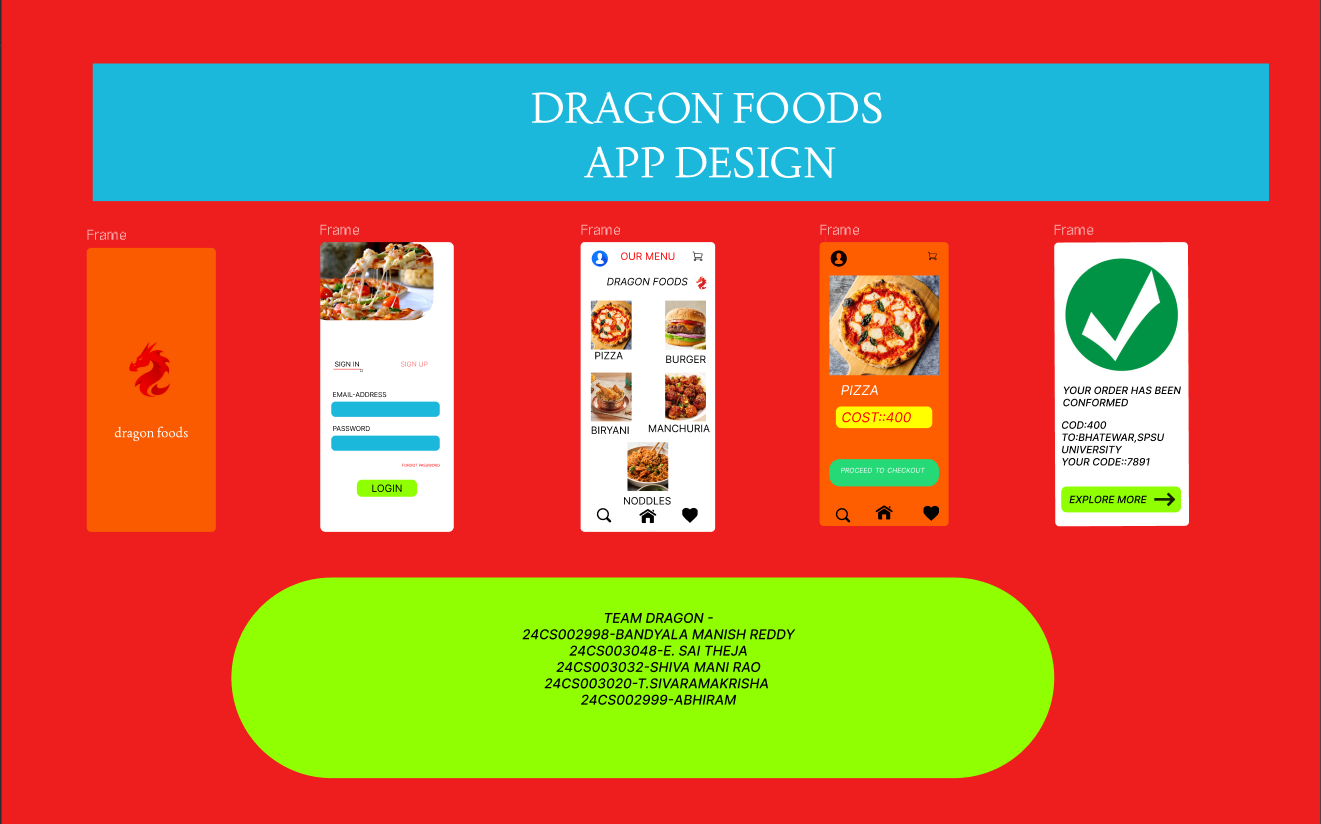 DRAGON FOODS
APP DESIGN
Frame
dragon foods
Frame
SIGN IN
SIGN UP
EMAIL-ADDRESS
PASSWORD
FORGOT PASSWORD
LOGIN
Frame
OUR MENU
DRAGON FOODS
PIZZA
BURGER
BIRYANI
MANCHURIA
NODDLES
Frame
PIZZA
COST::400
PROCEED TO CHECKOUT
Frame
YOUR ORDER HAS BEEN
CONFORMED
COD:400
TO:BHATEWAR,SPSU
UNIVERSITY
YOUR CODE::7891
EXPLORE MORE
TEAM DRAGON -
24CS002998-BANDYALA MANISH REDDY
24CS003048-E. SAI THEJA
24CS003032-SHIVA MANI RAO
24CS003020-T.SIVARAMAKRISHA
24CS002999-ABHIRAM